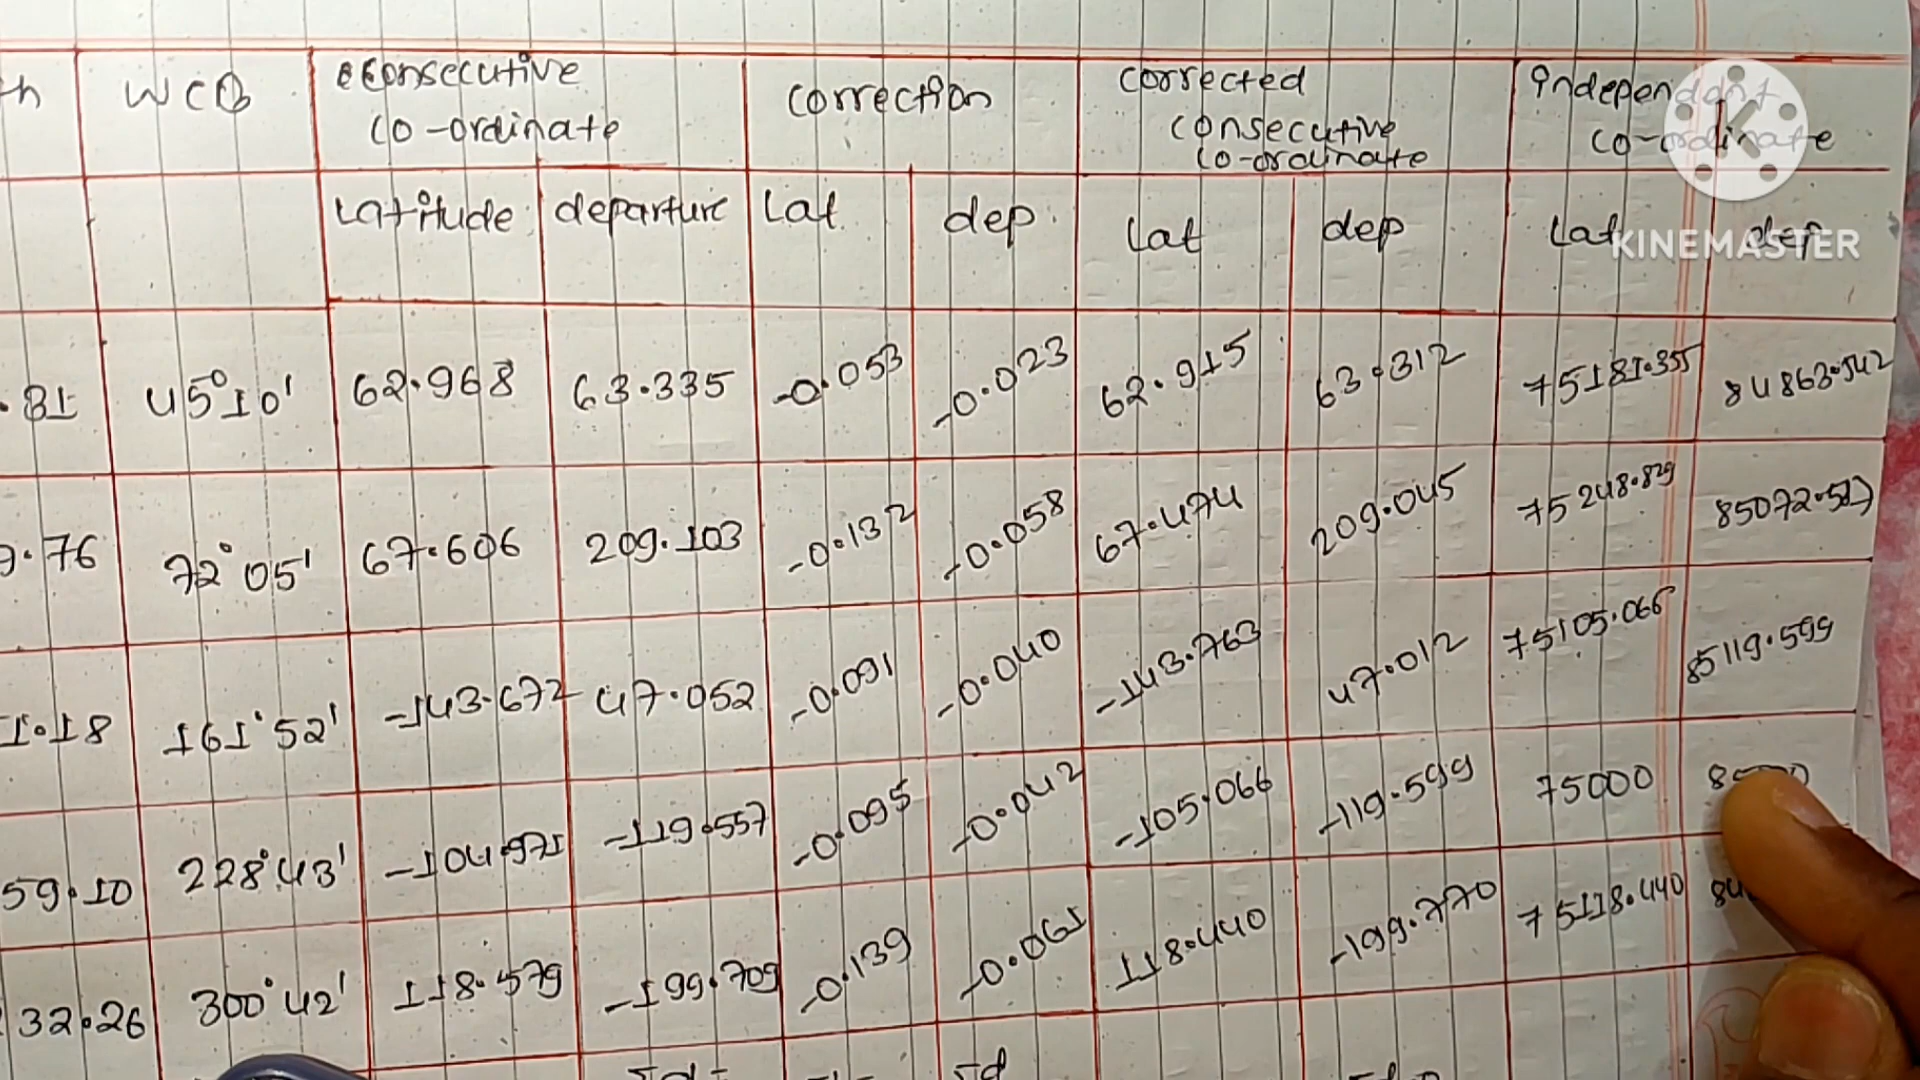 WCB consecutive co-ordinate correction corrected consecutive co-ordinate co-ordinate
latitude departure Lat dep. Lat dep Lat dep
KINEMASTER
.81 45°10' 62.968 63.335 -0.053 -0.023 62.915 63.312 75181.355 84863.542
.76 72°05' 67.606 209.103 -0.132 -0.058 67.474 209.045 75248.829
1.18 161°52' -143.672 47.052 -0.091 -0.040 -143.763 47.012 75105.066 85119.599
59.10 228°43' -104.971 -119.557 -0.095 -0.042 -105.066 -119.599 75000
32.26 300°42' 118.579 -199.709 -0.139 -0.061 118.440 -199.770 75118.440